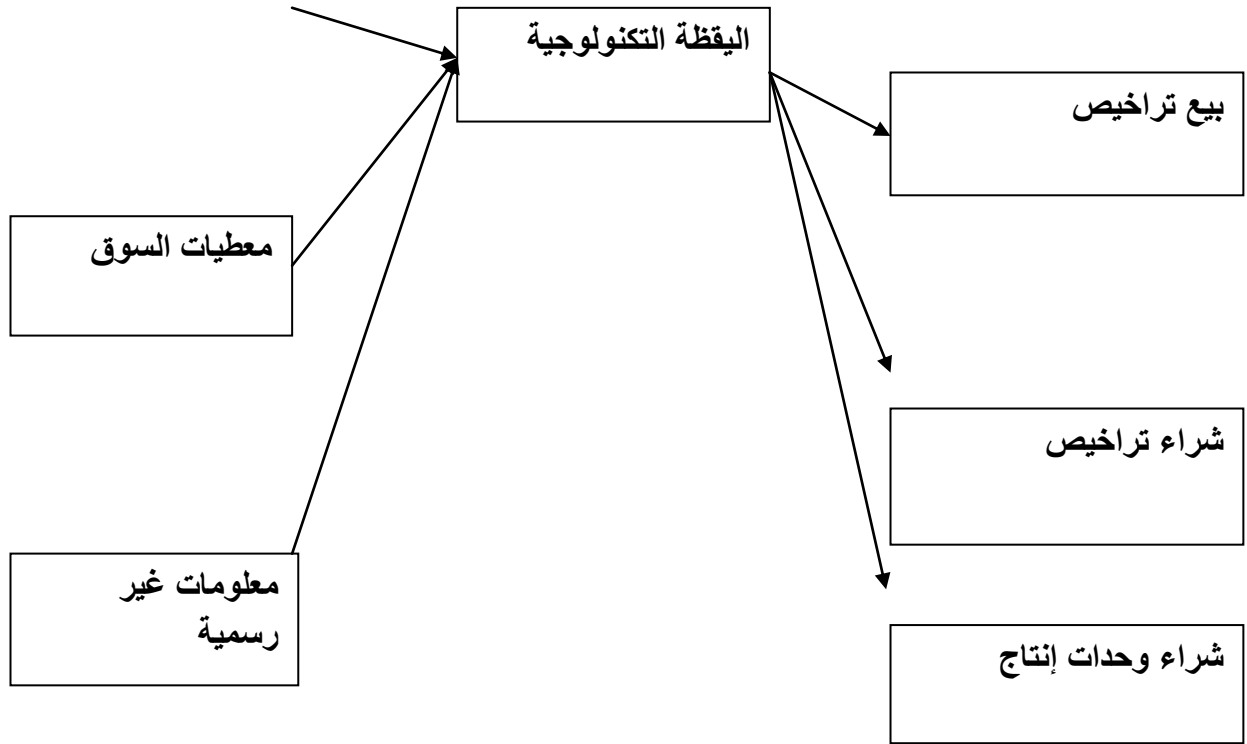 اليقظة التكنولوجية
بيع تراخيص
معطيات السوق
شراء تراخيص
معلومات غير
رسمية
شراء وحدات إنتاج